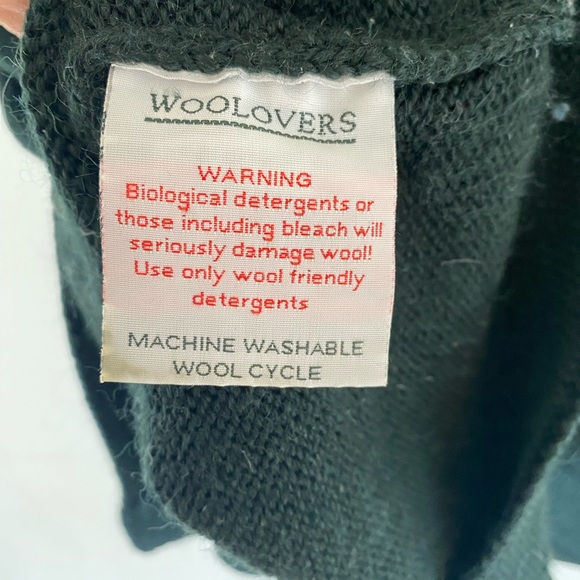 WOOLOVERS
WARNING
Biological detergents or
those including bleach will
seriously damage wool!
Use only wool friendly
detergents
MACHINE WASHABLE
WOOL CYCLE